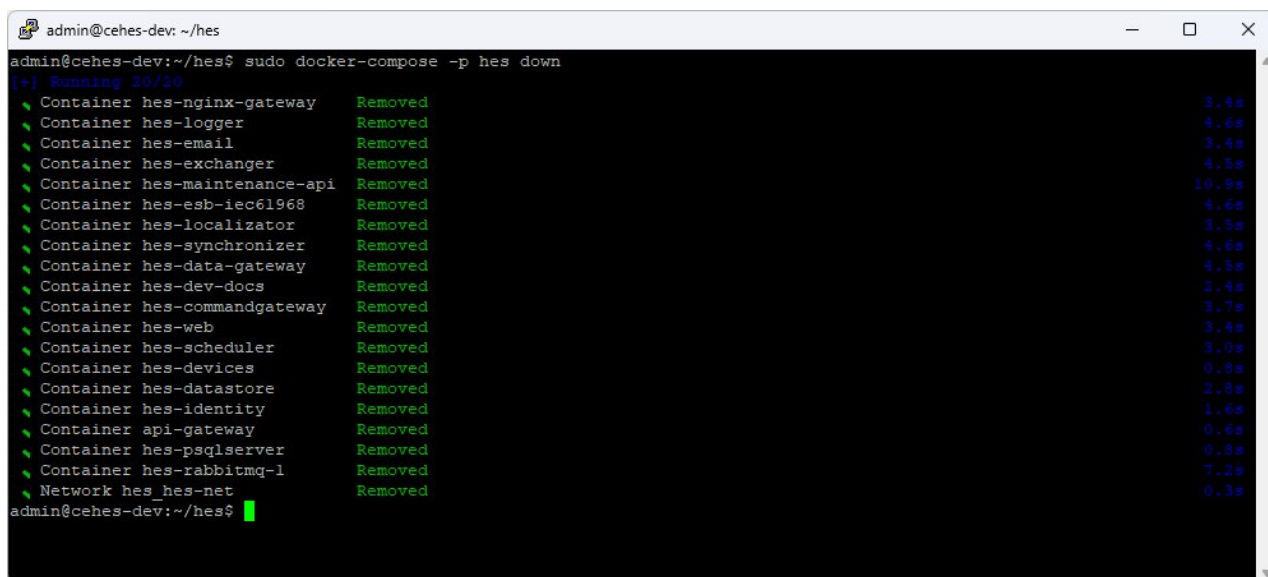 admin@cehes-dev: ~/hes
admin@cehes-dev:~/hes$ sudo docker-compose -p hes down
[+] Running 20/20
Container hes-nginx-gateway Removed 3.4s
Container hes-logger Removed 4.6s
Container hes-email Removed 3.4s
Container hes-exchanger Removed 4.5s
Container hes-maintenance-api Removed 10.9s
Container hes-esb-iec61968 Removed 4.6s
Container hes-localizator Removed 3.5s
Container hes-synchronizer Removed 4.6s
Container hes-data-gateway Removed 4.5s
Container hes-dev-docs Removed 2.4s
Container hes-commandgateway Removed 3.7s
Container hes-web Removed 3.4s
Container hes-scheduler Removed 3.0s
Container hes-devices Removed 0.8s
Container hes-datastore Removed 2.8s
Container hes-identity Removed 1.6s
Container api-gateway Removed 0.6s
Container hes-psqlserver Removed 0.8s
Container hes-rabbitmq-1 Removed 7.2s
Network hes_hes-net Removed 0.3s
admin@cehes-dev:~/hes$